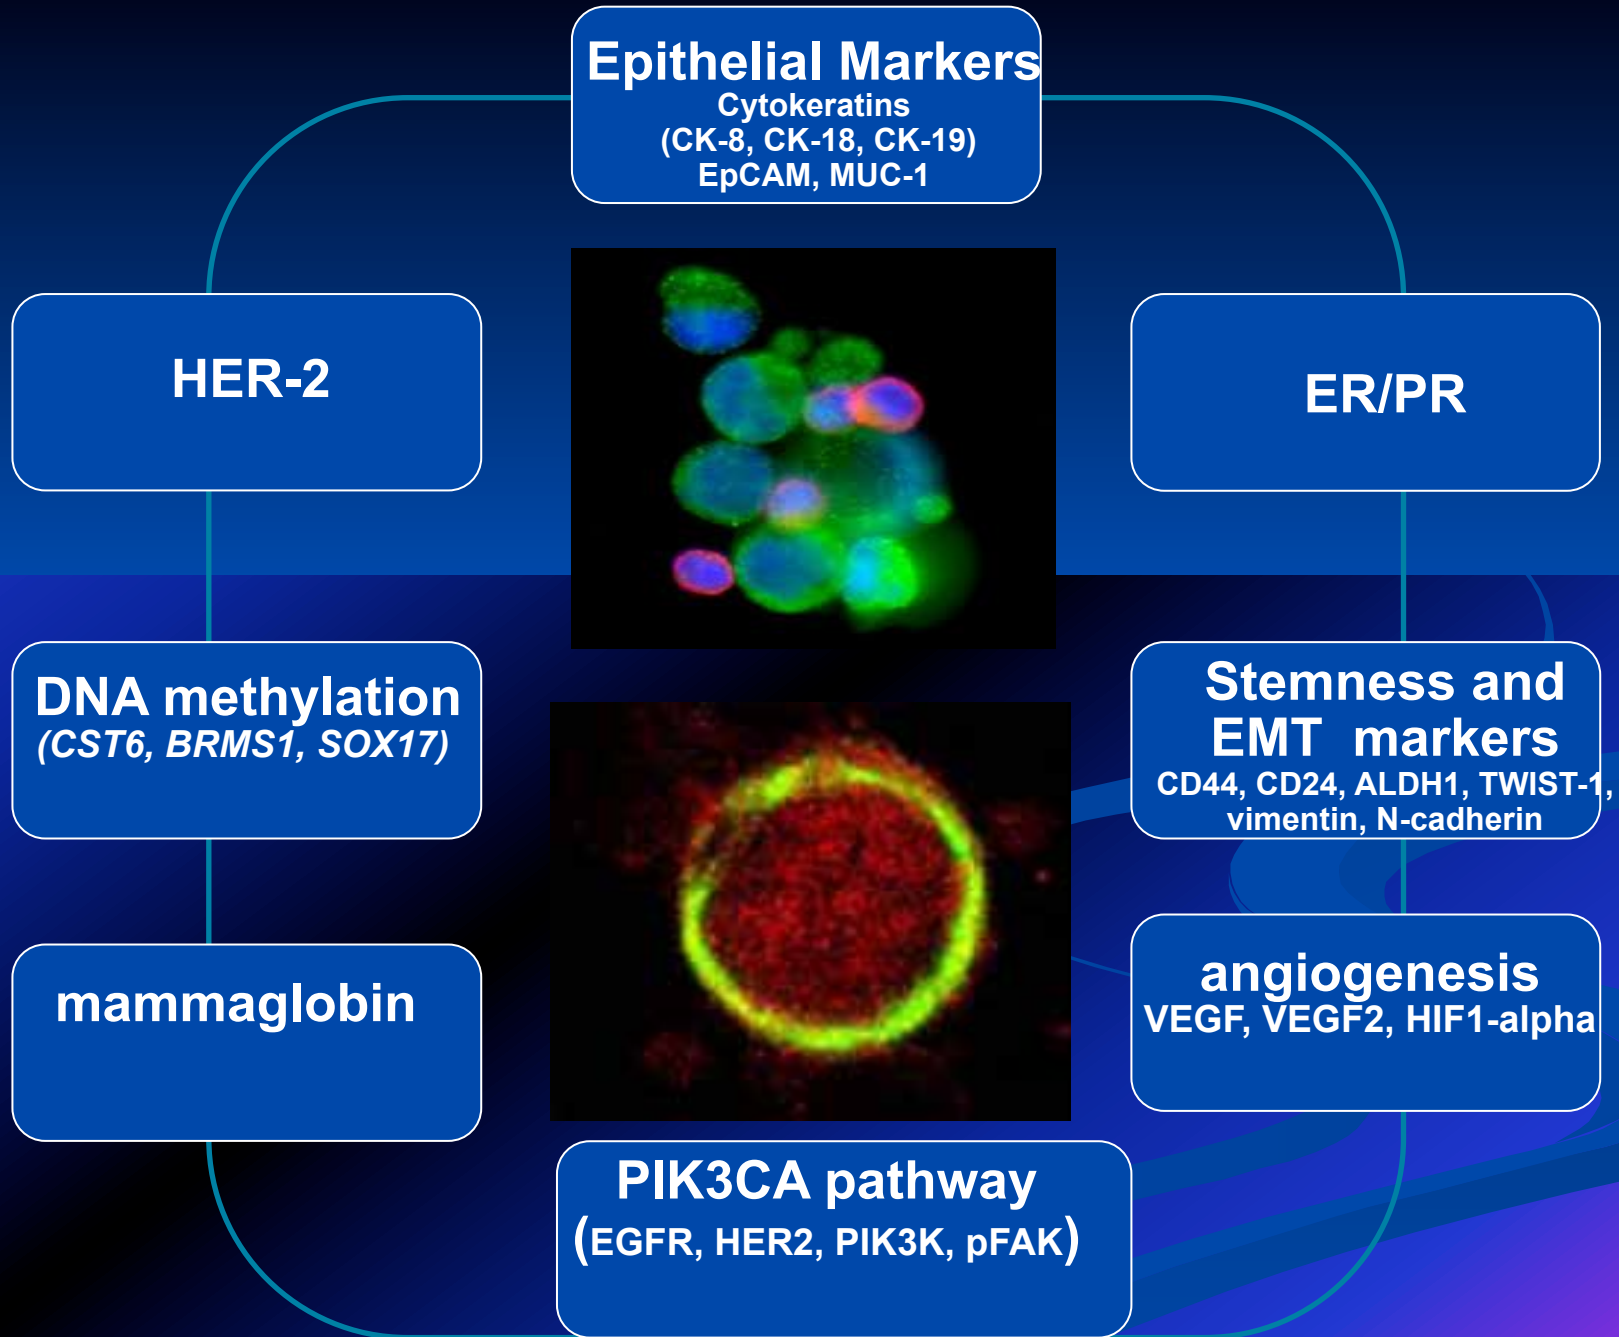 Epithelial Markers
Cytokeratins
(CK-8, CK-18, CK-19)
EpCAM, MUC-1
HER-2
ER/PR
DNA methylation
(CST6, BRMS1, SOX17)
Stemness and
EMT markers
CD44, CD24, ALDH1, TWIST-1,
vimentin, N-cadherin
mammaglobin
angiogenesis
VEGF, VEGF2, HIF1-alpha
PIK3CA pathway
(EGFR, HER2, PIK3K, pFAK)